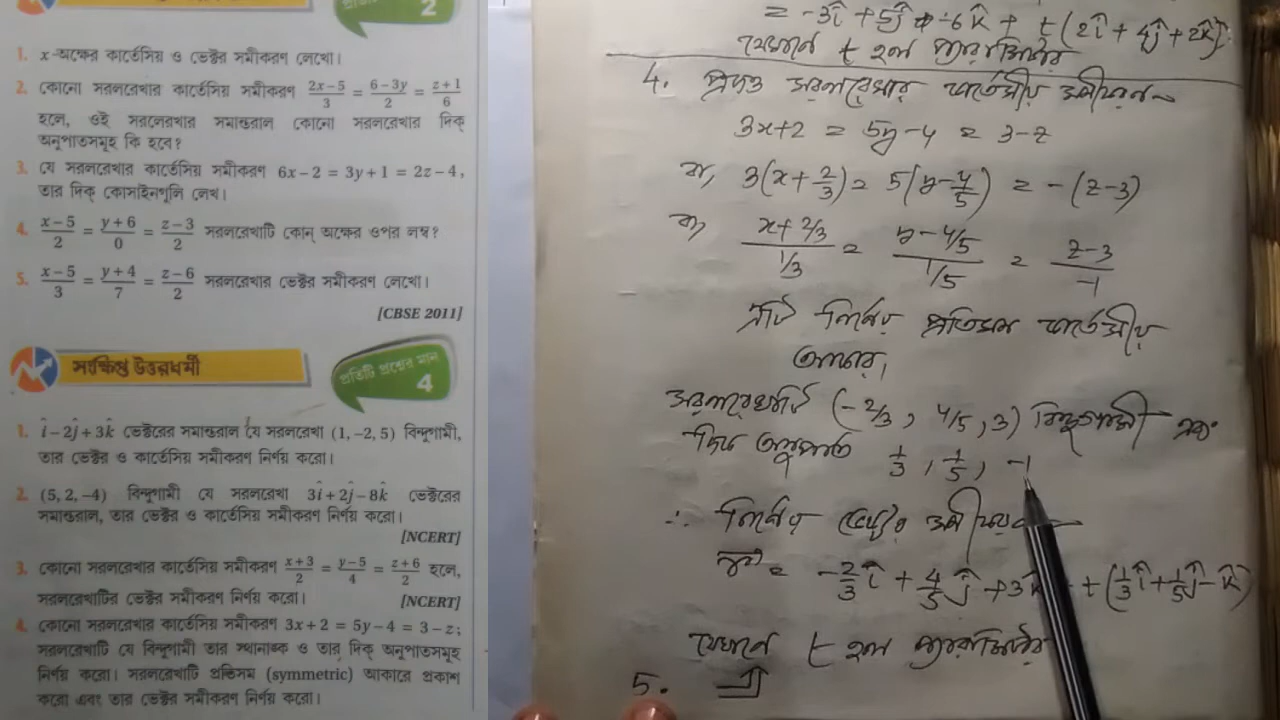 প্রতি
2
1. x-অক্ষের কার্তেসিয় ও ভেক্টর সমীকরণ লেখো।
2. কোনো সরলরেখার কার্তেসিয় সমীকরণ (2x−5)/3 = (6−3y)/2 = (z+1)/6
হলে, ওই সরলরেখার সমান্তরাল কোনো সরলরেখার দিক্
অনুপাতসমূহ কি হবে?
3. যে সরলরেখার কার্তেসিয় সমীকরণ 6x−2 = 3y+1 = 2z−4,
তার দিক্ কোসাইনগুলি লেখ।
4. (x−5)/2 = (y+6)/0 = (z−3)/2 সরলরেখাটি কোন্ অক্ষের ওপর লম্ব?
5. (x−5)/3 = (y+4)/7 = (z−6)/2 সরলরেখার ভেক্টর সমীকরণ লেখো।
[CBSE 2011]
সংক্ষিপ্ত উত্তরধর্মী
প্রতিটি প্রশ্নের মান
4
1. î−2ĵ+3k̂ ভেক্টরের সমান্তরাল যে সরলরেখা (1, −2, 5) বিন্দুগামী,
তার ভেক্টর ও কার্তেসিয় সমীকরণ নির্ণয় করো।
2. (5, 2, −4) বিন্দুগামী যে সরলরেখা 3î+2ĵ−8k̂ ভেক্টরের
সমান্তরাল, তার ভেক্টর ও কার্তেসিয় সমীকরণ নির্ণয় করো।
[NCERT]
3. কোনো সরলরেখার কার্তেসিয় সমীকরণ (x+3)/2 = (y−5)/4 = (z+6)/2 হলে,
সরলরেখাটির ভেক্টর সমীকরণ নির্ণয় করো।
[NCERT]
4. কোনো সরলরেখার কার্তেসিয় সমীকরণ 3x+2 = 5y−4 = 3−z;
সরলরেখাটি যে বিন্দুগামী তার স্থানাঙ্ক ও তার দিক্ অনুপাতসমূহ
নির্ণয় করো। সরলরেখাটি প্রতিসম (symmetric) আকারে প্রকাশ
করো এবং তার ভেক্টর সমীকরণ নির্ণয় করো।
= −3î + 5ĵ −6k̂ + t(2î + 4ĵ + 2k̂)
যেখানে t হল প্যারামিটার
4. প্রদত্ত সরলরেখার কার্তেসীয় সমীকরণ
3x+2 = 5y−4 = 3−z
বা, 3(x+2/3) = 5(y−4/5) = −(z−3)
বা, (x+2/3)/(1/3) = (y−4/5)/(1/5) = (z−3)/−1
এটি নির্ণেয় প্রতিসম কার্তেসীয়
আকার।
সরলরেখাটি (−2/3, 4/5, 3) বিন্দুগামী এবং
দিক অনুপাত 1/3, 1/5, −1
∴ নির্ণেয় ভেক্টর সমীকরণ
= −2/3 î + 4/5 ĵ + 3k̂ + t(1/3 î + 1/5 ĵ − k̂)
যেখানে t হল প্যারামিটার
5.